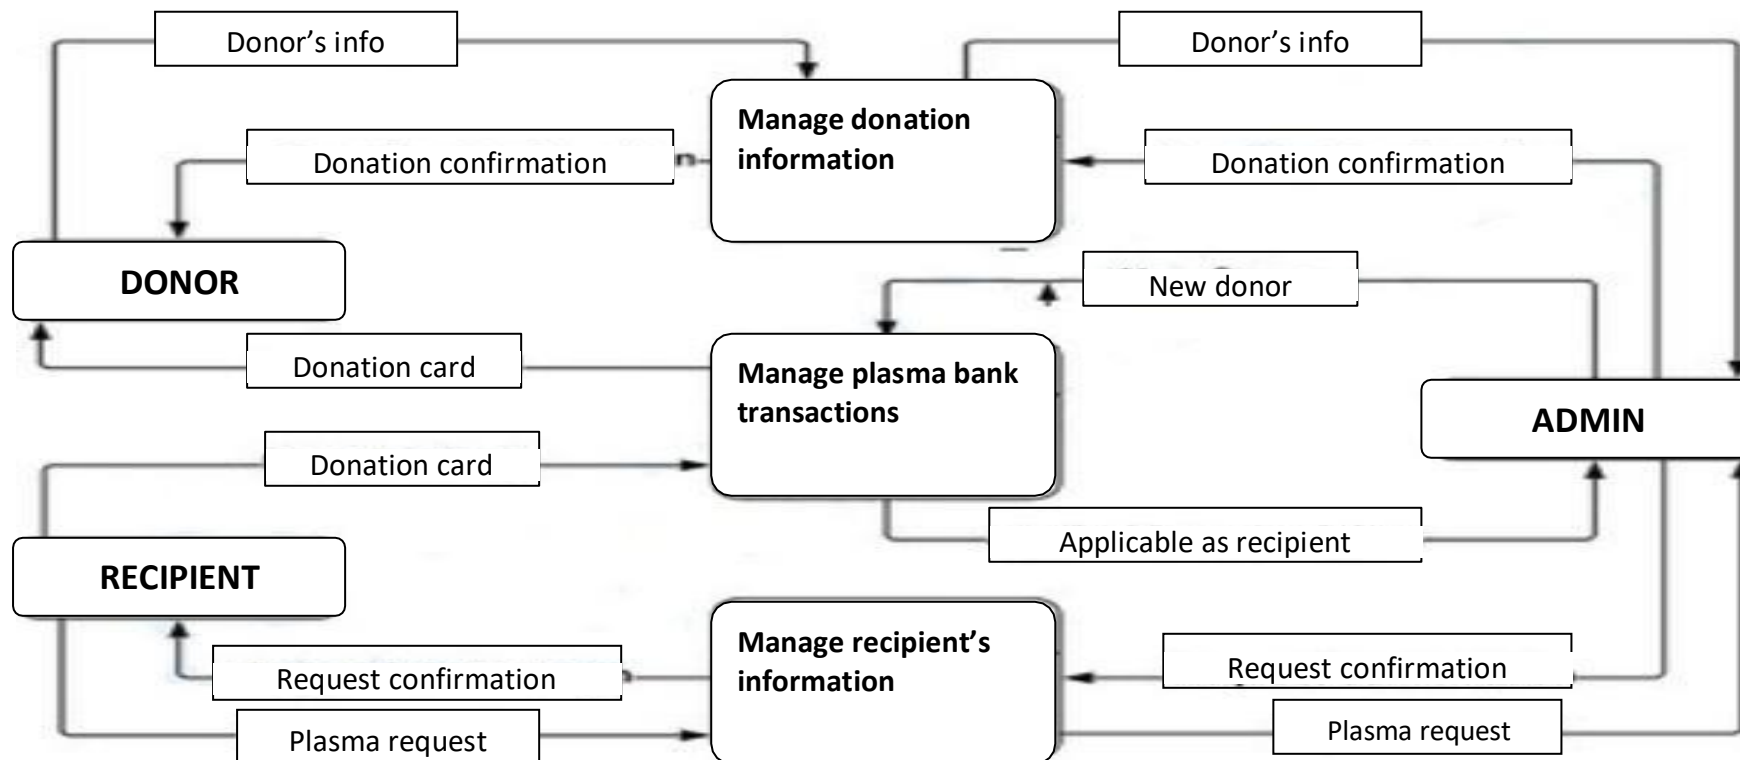 Donor’s info
Donor’s info
Manage donation
information
Donation confirmation
Donation confirmation
DONOR
New donor
Donation card
Manage plasma bank
transactions
ADMIN
Donation card
Applicable as recipient
RECIPIENT
Manage recipient’s
information
Request confirmation
Request confirmation
Plasma request
Plasma request